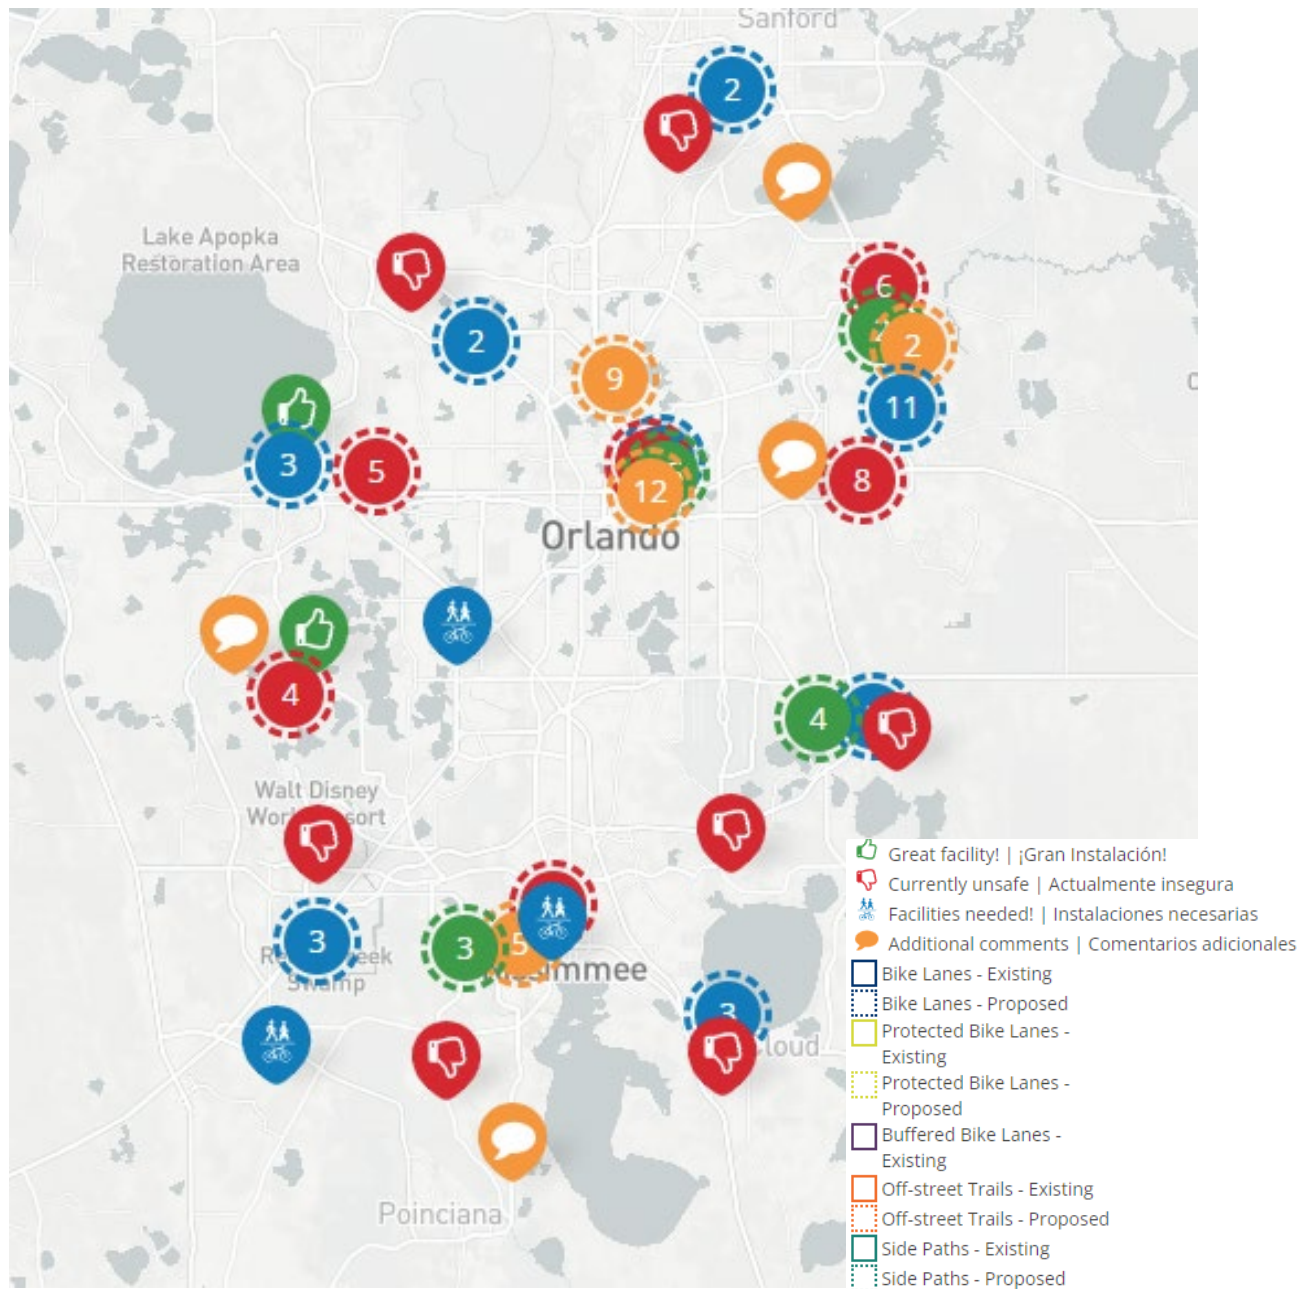 Sanford
2
Lake Apopka
Restoration Area
6
2
2
9
11
3
5
8
12
Orlando
4
4
Walt Disney
3
3
5
3
Poinciana
Great facility! | ¡Gran Instalación!
Currently unsafe | Actualmente insegura
Facilities needed! | Instalaciones necesarias
Additional comments | Comentarios adicionales
Bike Lanes - Existing
Bike Lanes - Proposed
Protected Bike Lanes -
Existing
Protected Bike Lanes -
Proposed
Buffered Bike Lanes -
Existing
Off-street Trails - Existing
Off-street Trails - Proposed
Side Paths - Existing
Side Paths - Proposed